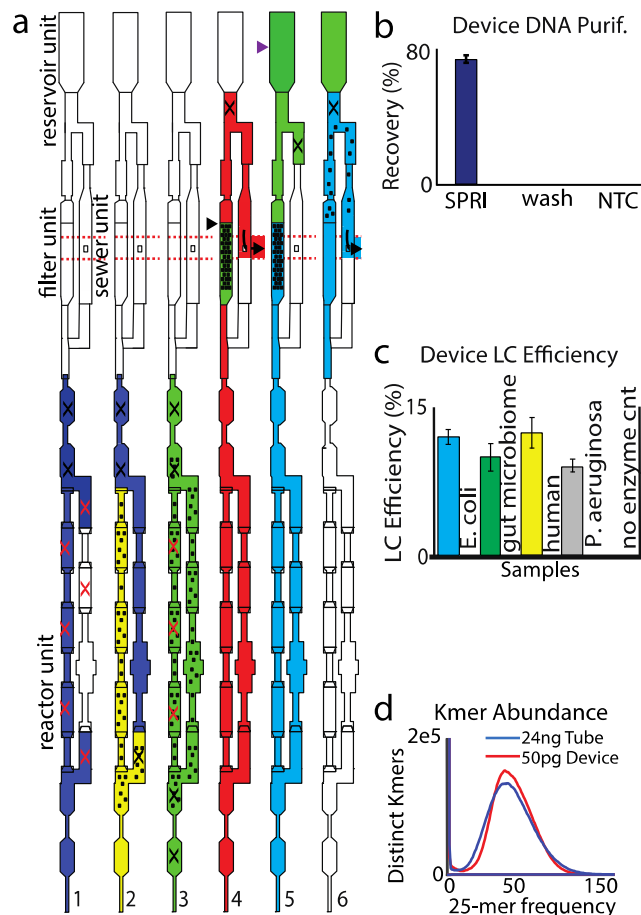 a
reservoir unit
filter unit
sewer unit
reactor unit
1 2 3 4 5 6
b
Device DNA Purif.
Recovery (%)
80
0
SPRI wash NTC
c
Device LC Efficiency
LC Efficiency (%)
15
0
E. coli
gut microbiome
human
P. aeruginosa
no enzyme cnt
Samples
d
Kmer Abundance
2e5
24ng Tube
50pg Device
Distinct Kmers
0
0 50 150
25-mer frequency